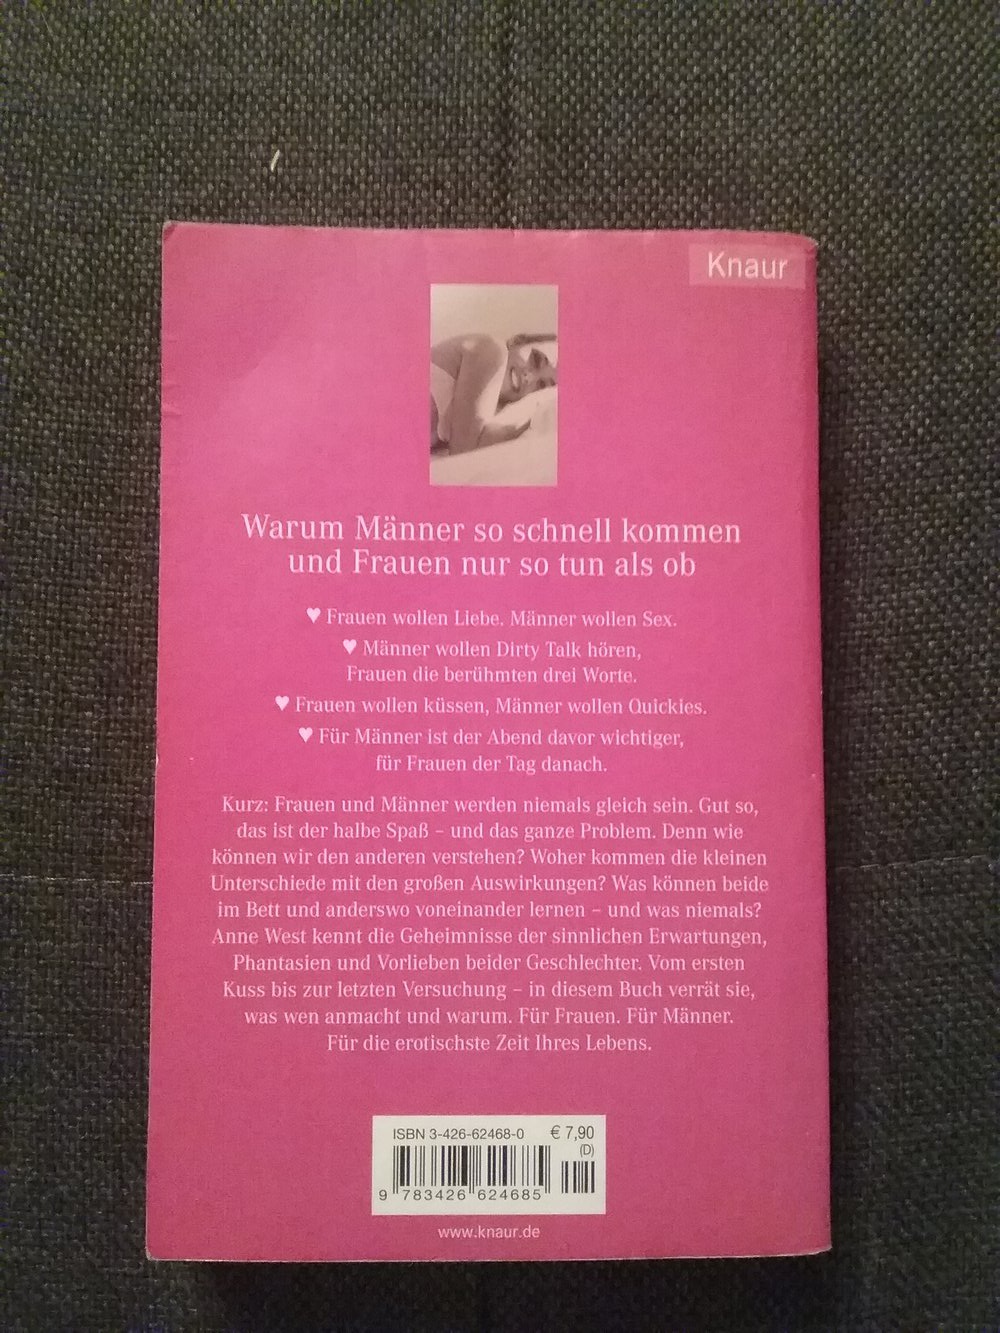 Knaur
Warum Männer so schnell kommen
und Frauen nur so tun als ob
♥ Frauen wollen Liebe. Männer wollen Sex.
♥ Männer wollen Dirty Talk hören,
Frauen die berühmten drei Worte.
♥ Frauen wollen küssen, Männer wollen Quickies.
♥ Für Männer ist der Abend davor wichtiger,
für Frauen der Tag danach.
Kurz: Frauen und Männer werden niemals gleich sein. Gut so,
das ist der halbe Spaß – und das ganze Problem. Denn wie
können wir den anderen verstehen? Woher kommen die kleinen
Unterschiede mit den großen Auswirkungen? Was können beide
im Bett und anderswo voneinander lernen – und was niemals?
Anne West kennt die Geheimnisse der sinnlichen Erwartungen,
Phantasien und Vorlieben beider Geschlechter. Vom ersten
Kuss bis zur letzten Versuchung – in diesem Buch verrät sie,
was wen anmacht und warum. Für Frauen. Für Männer.
Für die erotischste Zeit Ihres Lebens.
ISBN 3-426-62468-0 € 7,90
(D)
9 783426 624685
www.knaur.de